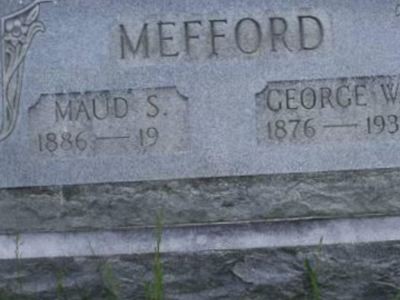 MEFFORD
MAUD S.
1886 — 19
GEORGE W.
1876 — 193